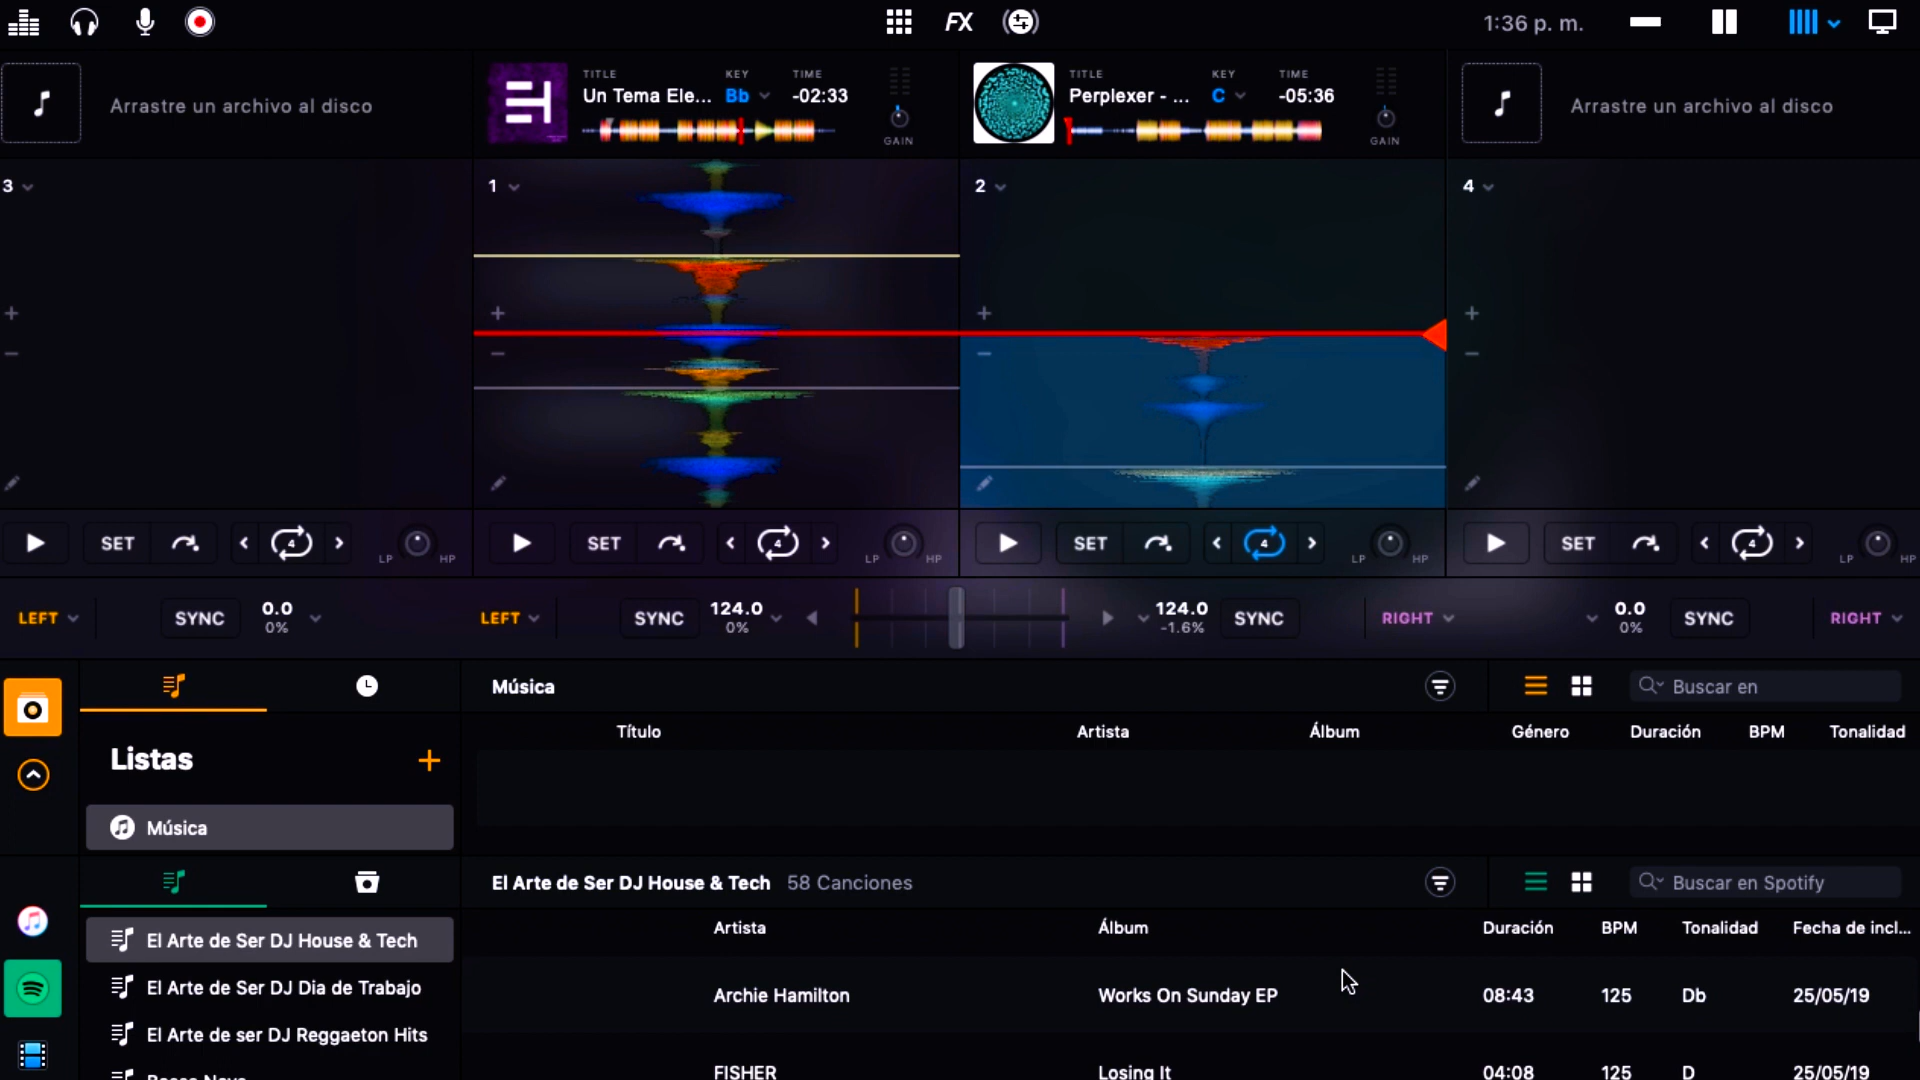 FX
1:36 p. m.
Arrastre un archivo al disco
TITLE KEY TIME
Un Tema Ele... Bb -02:33
GAIN
TITLE KEY TIME
Perplexer - ... C -05:36
GAIN
Arrastre un archivo al disco
3
1
2
4
SET 4 LP HP
SET 4 LP HP
SET 4 LP HP
SET 4 LP HP
LEFT SYNC 0.0 0%
LEFT SYNC 124.0 0%
124.0 -1.6% SYNC RIGHT
0.0 0% SYNC RIGHT
Música
Buscar en
Título Artista Álbum Género Duración BPM Tonalidad
Listas
Música
El Arte de Ser DJ House & Tech 58 Canciones
Buscar en Spotify
Artista Álbum Duración BPM Tonalidad Fecha de incl...
El Arte de Ser DJ House & Tech
El Arte de Ser DJ Dia de Trabajo
El Arte de ser DJ Reggaeton Hits
Archie Hamilton Works On Sunday EP 08:43 125 Db 25/05/19
FISHER Losing It 04:08 125 D 25/05/19